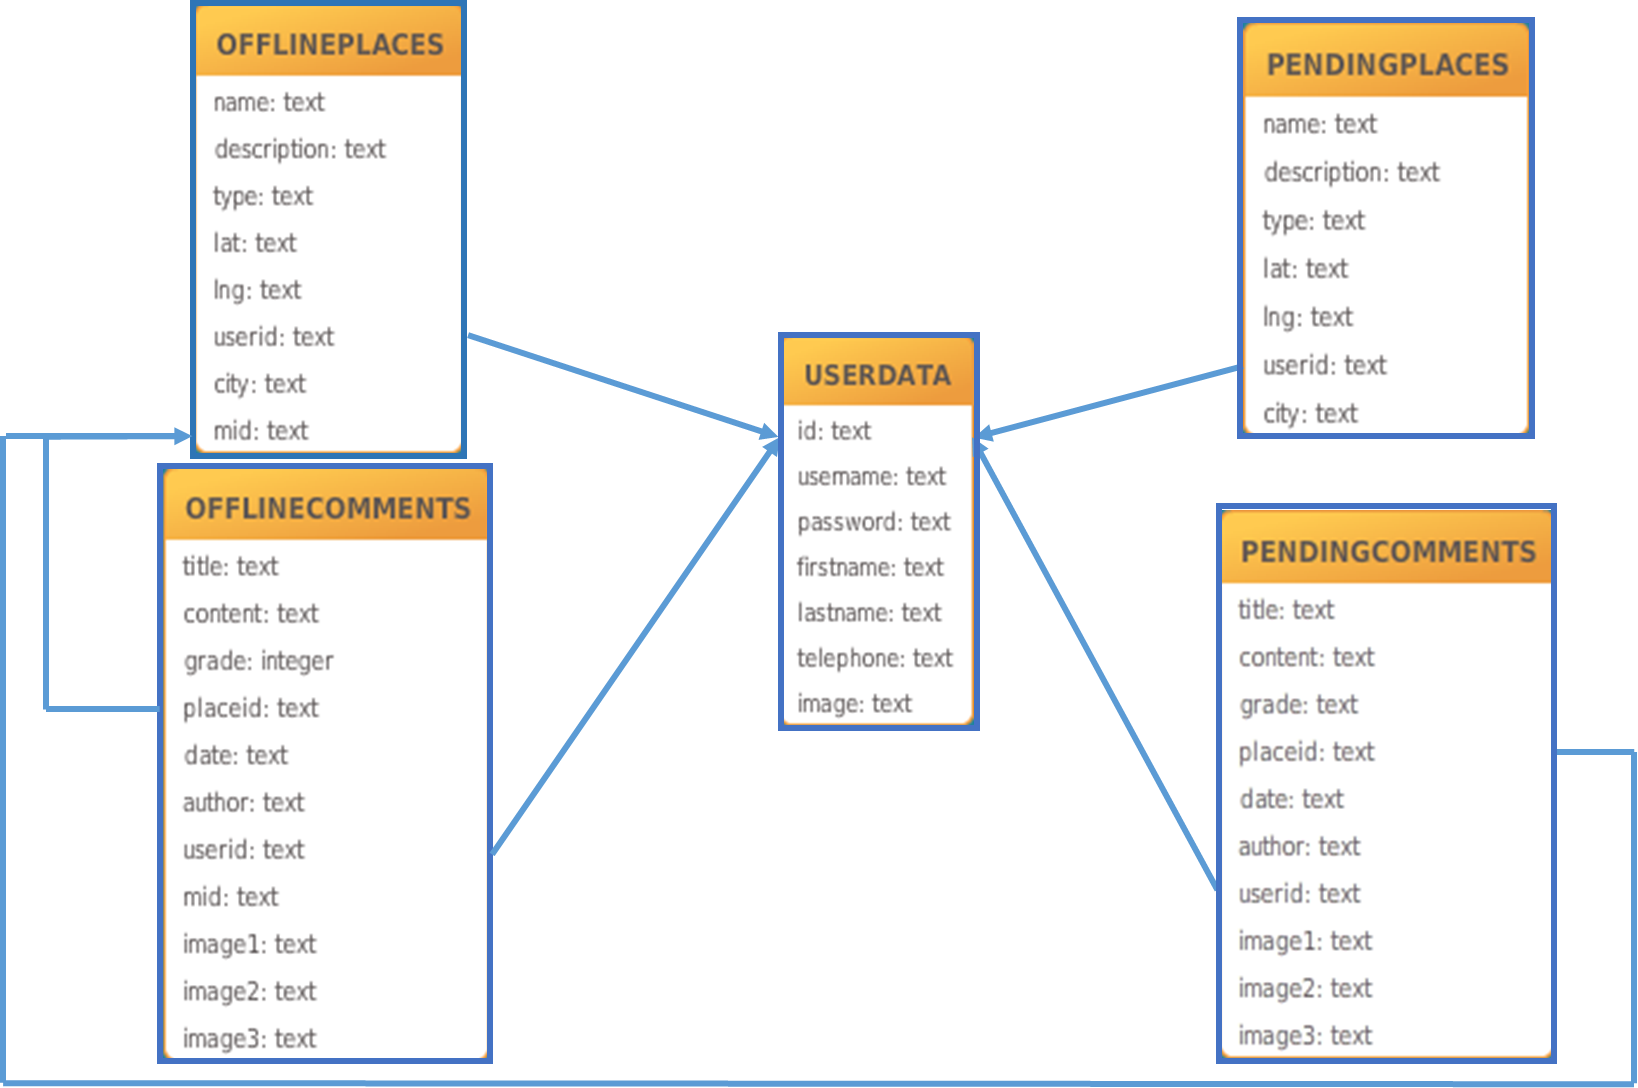 OFFLINEPLACES
name: text
description: text
type: text
lat: text
lng: text
userid: text
city: text
mid: text
OFFLINECOMMENTS
title: text
content: text
grade: integer
placeid: text
date: text
author: text
userid: text
mid: text
image1: text
image2: text
image3: text
USERDATA
id: text
username: text
password: text
firstname: text
lastname: text
telephone: text
image: text
PENDINGPLACES
name: text
description: text
type: text
lat: text
lng: text
userid: text
city: text
PENDINGCOMMENTS
title: text
content: text
grade: text
placeid: text
date: text
author: text
userid: text
image1: text
image2: text
image3: text